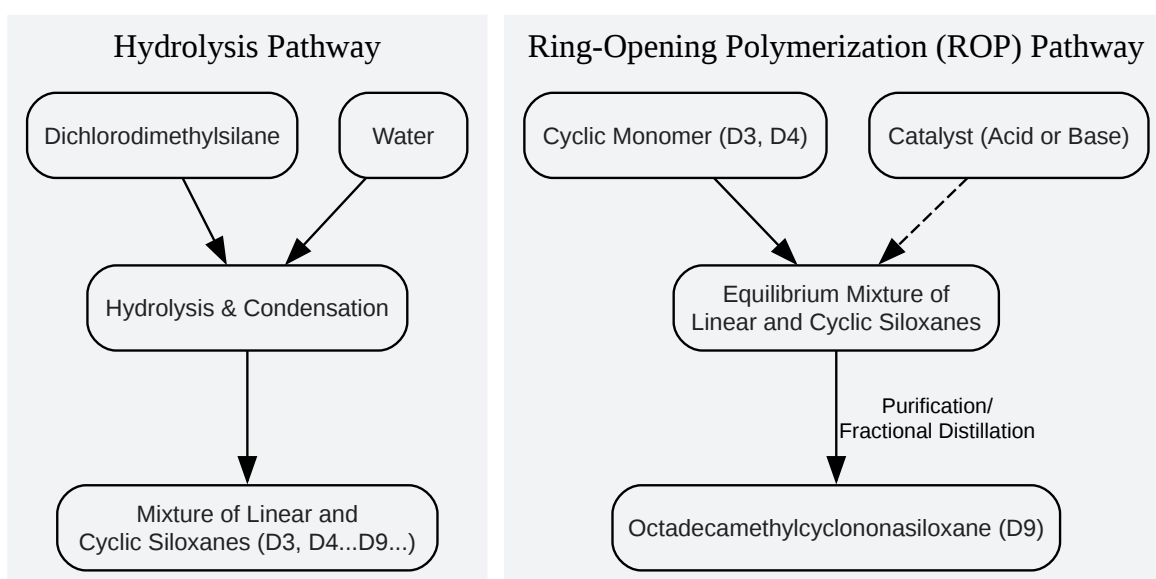 Hydrolysis Pathway
Dichlorodimethylsilane
Water
Hydrolysis & Condensation
Mixture of Linear and
Cyclic Siloxanes (D3, D4...D9...)
Ring-Opening Polymerization (ROP) Pathway
Cyclic Monomer (D3, D4)
Catalyst (Acid or Base)
Equilibrium Mixture of
Linear and Cyclic Siloxanes
Purification/
Fractional Distillation
Octadecamethylcyclononasiloxane (D9)